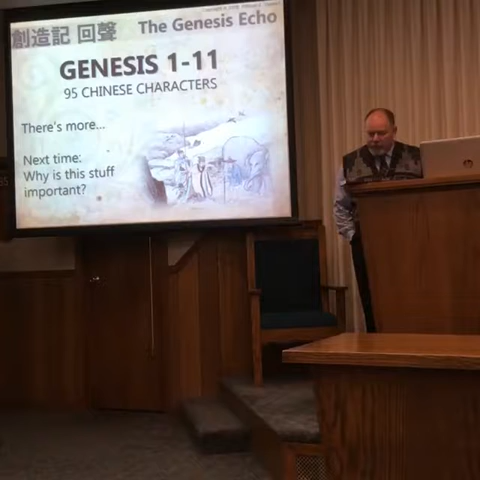 創造記 回聲 The Genesis Echo
GENESIS 1-11
95 CHINESE CHARACTERS
There's more...
Next time:
Why is this stuff
important?
hp